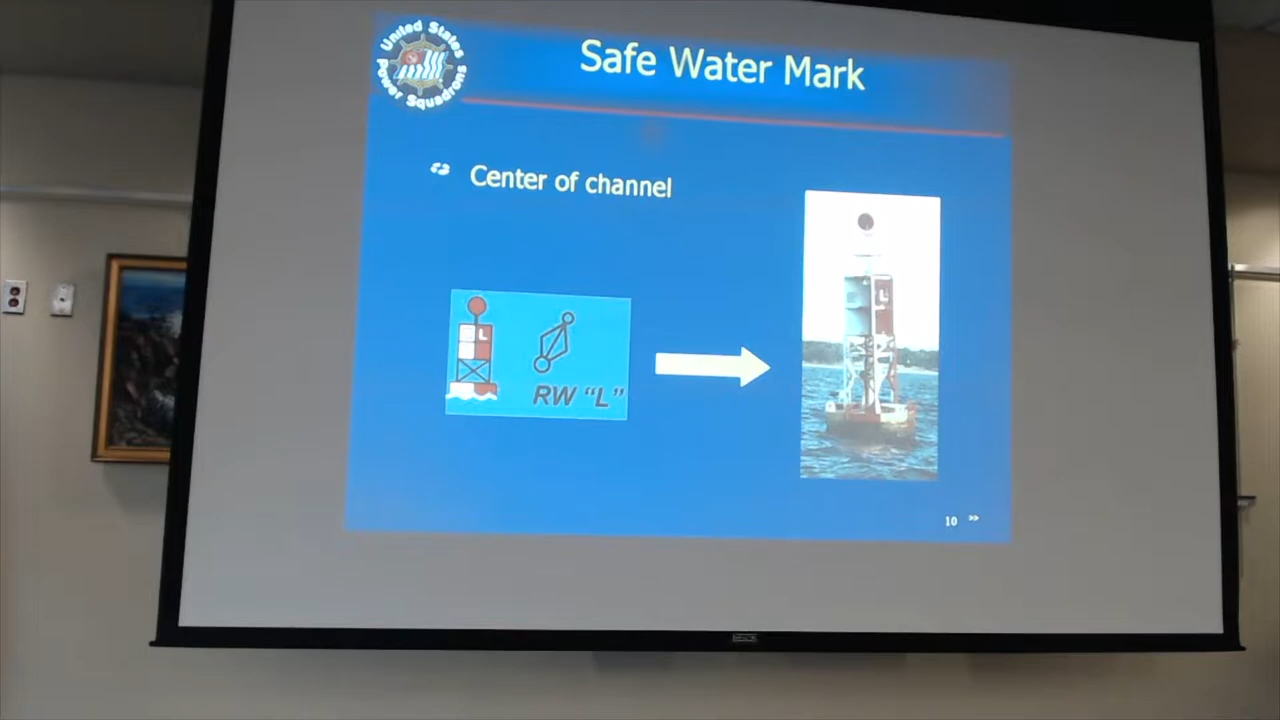 United States
Power Squadrons
Safe Water Mark
Center of channel
L
L
RW "L"
10 >>